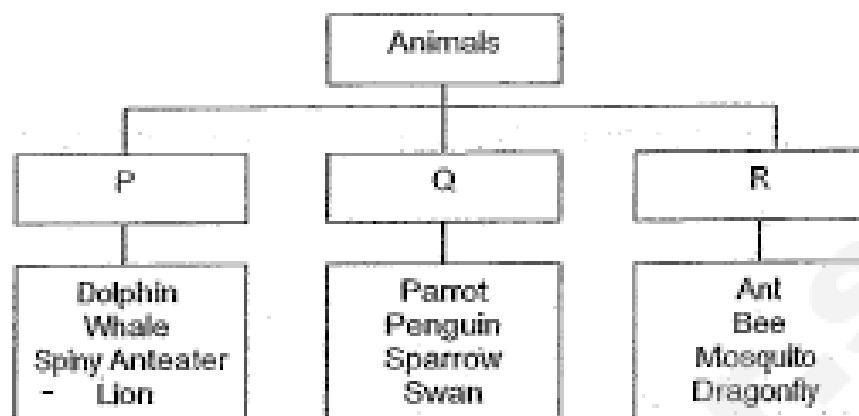 Animals
P
Q
R
Dolphin
Whale
Spiny Anteater
- Lion
Parrot
Penguin
Sparrow
Swan
Ant
Bee
Mosquito
Dragonfly